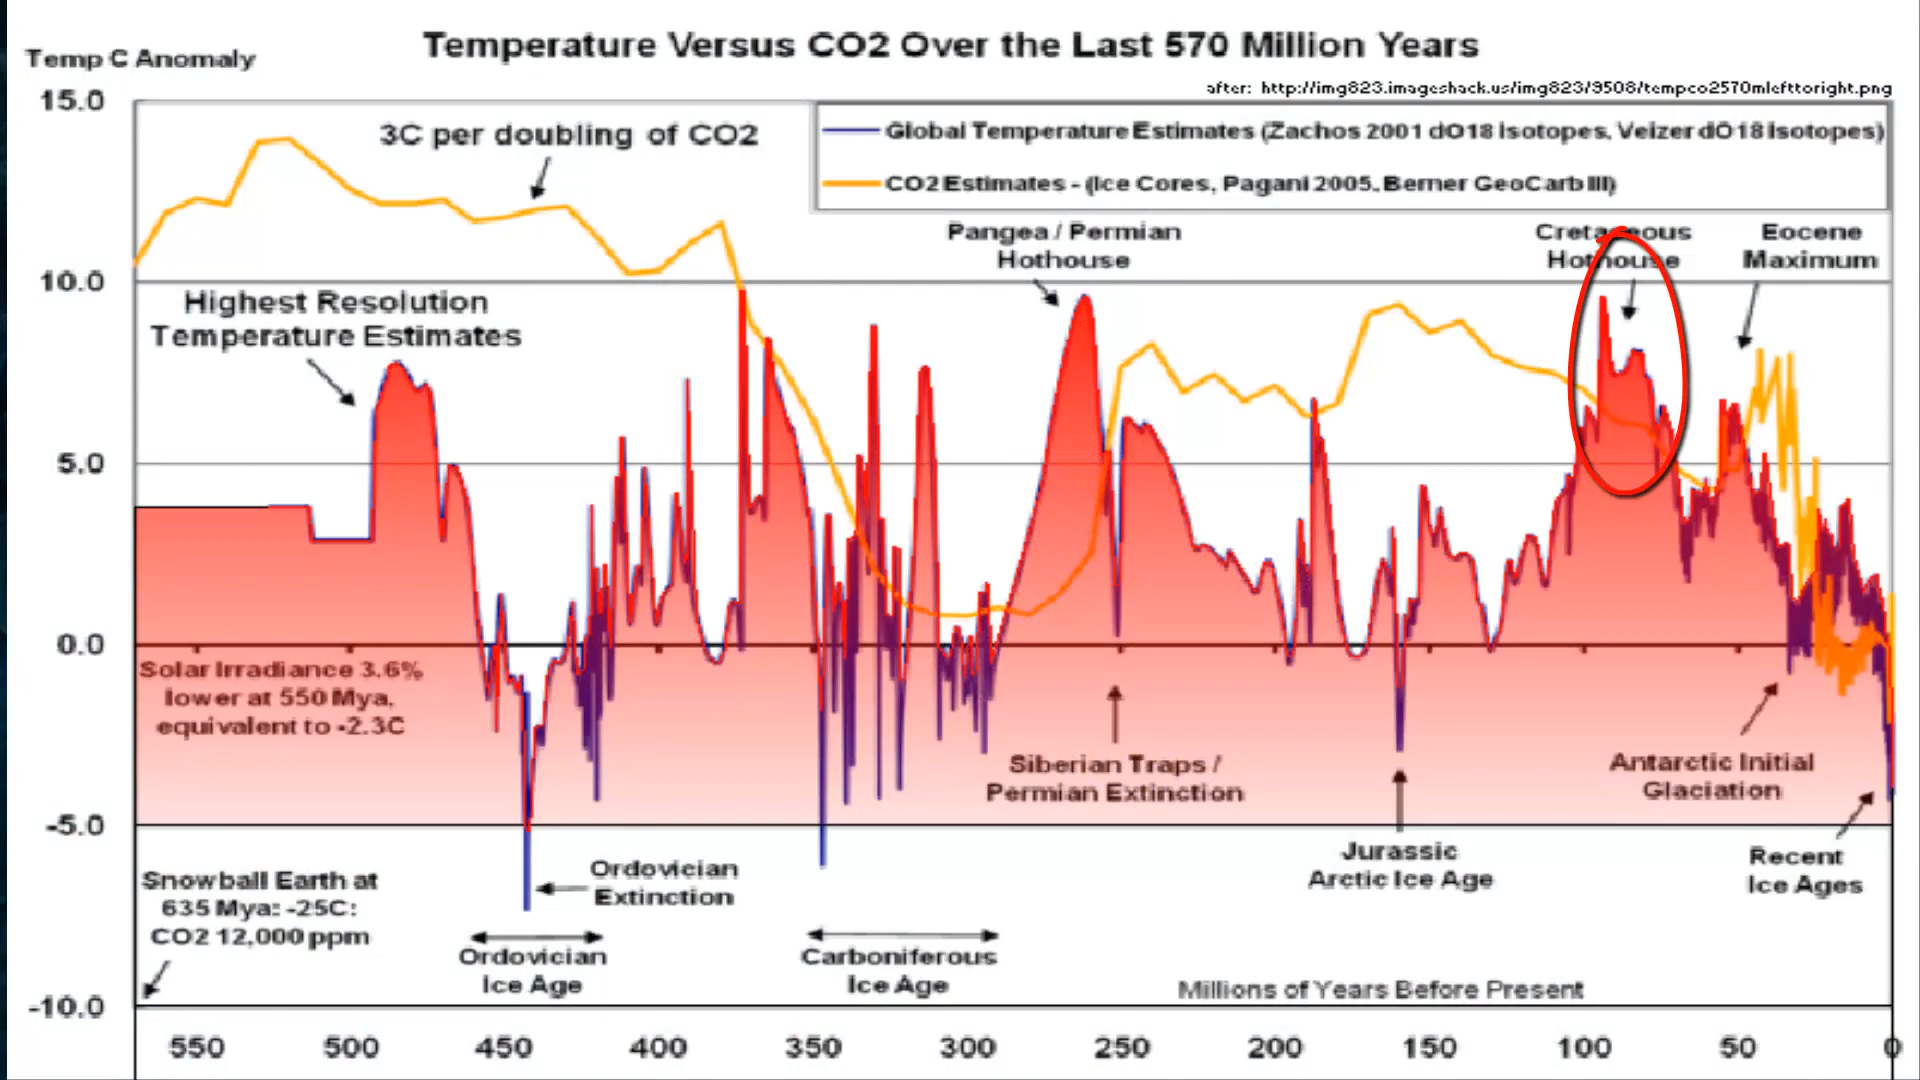 Temperature Versus CO2 Over the Last 570 Million Years
Temp C Anomaly
after: http://img823.imageshack.us/img823/9508/tempco2570mlefttoright.png
15.0
10.0
5.0
0.0
-5.0
-10.0
3C per doubling of CO2
Global Temperature Estimates (Zachos 2001 dO18 Isotopes, Veizer dO18 Isotopes)
CO2 Estimates - (Ice Cores, Pagani 2005, Berner GeoCarb III)
Pangea / Permian
Hothouse
Cretaceous
Hothouse
Eocene
Maximum
Highest Resolution
Temperature Estimates
Solar Irradiance 3.6%
lower at 550 Mya,
equivalent to -2.3C
Siberian Traps /
Permian Extinction
Antarctic Initial
Glaciation
Jurassic
Arctic Ice Age
Recent
Ice Ages
Snowball Earth at
635 Mya: -25C:
CO2 12,000 ppm
Ordovician
Extinction
Ordovician
Ice Age
Carboniferous
Ice Age
Millions of Years Before Present
550 500 450 400 350 300 250 200 150 100 50 0